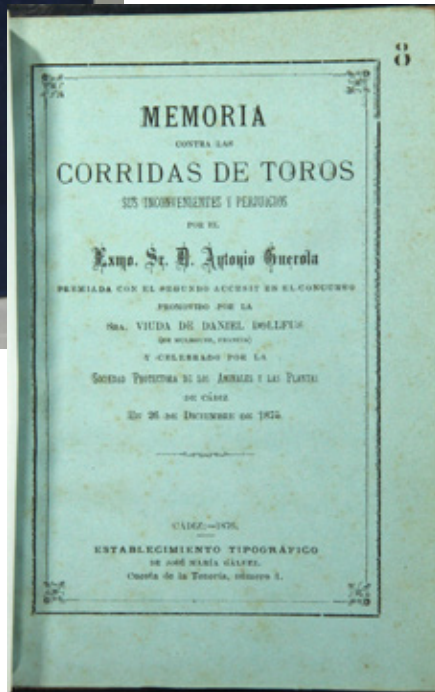 8
MEMORIA
CONTRA LAS
CORRIDAS DE TOROS
SUS INCONVENIENTES Y PERJUICIOS
POR EL
Exmo. Sr. D. Antonio Guerola
PREMIADA CON EL SEGUNDO ACCESIT EN EL CONCURSO
PROMOVIDO POR LA
SRA. VIUDA DE DANIEL DOLLFUS
(DE MULHOUSE, FRANCIA)
Y CELEBRADO POR LA
SOCIEDAD PROTECTORA DE LOS ANIMALES Y LAS PLANTAS
DE CÁDIZ
EN 26 DE DICIEMBRE DE 1875.
CÁDIZ:—1876.
ESTABLECIMIENTO TIPOGRÁFICO
DE JOSÉ MARÍA GÁLVEZ.
Cuesta de la Tenería, número 1.